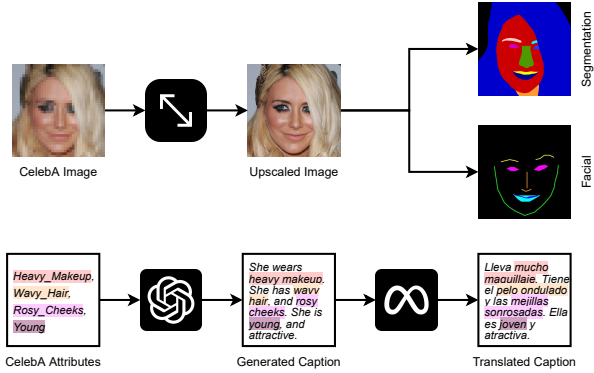 Segmentation
CelebA Image
Upscaled Image
Facial
Heavy_Makeup,
Wavy_Hair,
Rosy_Cheeks,
Young
She wears
heavy makeup.
She has wavy
hair, and rosy
cheeks. She is
young, and
attractive.
Lleva mucho
maquillaje. Tiene
el pelo ondulado
y las mejillas
sonrosadas. Ella
es joven y
atractiva.
CelebA Attributes
Generated Caption
Translated Caption